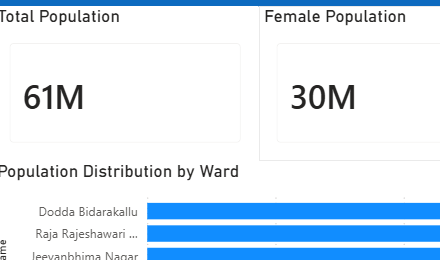 Total Population
Female Population
61M
30M
Population Distribution by Ward
Dodda Bidarakallu
Raja Rajeshawari ...
Jeevanbhima Nagar